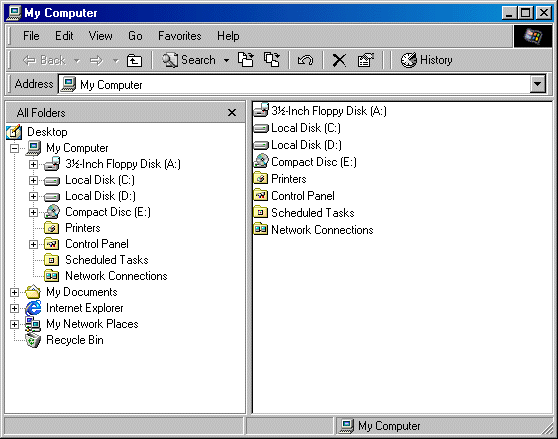 My Computer
File Edit View Go Favorites Help
Back Search History
Address My Computer
All Folders
Desktop
My Computer
3½-Inch Floppy Disk (A:)
Local Disk (C:)
Local Disk (D:)
Compact Disc (E:)
Printers
Control Panel
Scheduled Tasks
Network Connections
My Documents
Internet Explorer
My Network Places
Recycle Bin
3½-Inch Floppy Disk (A:)
Local Disk (C:)
Local Disk (D:)
Compact Disc (E:)
Printers
Control Panel
Scheduled Tasks
Network Connections
My Computer